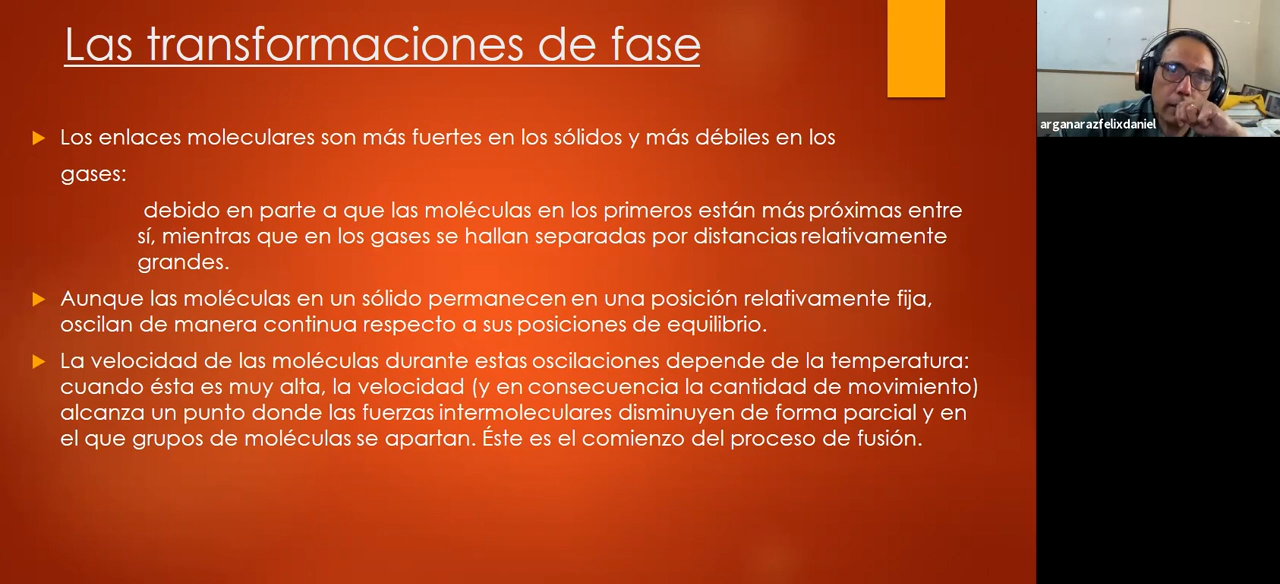 Las transformaciones de fase
Los enlaces moleculares son más fuertes en los sólidos y más débiles en los
gases:
debido en parte a que las moléculas en los primeros están más próximas entre
sí, mientras que en los gases se hallan separadas por distancias relativamente
grandes.
Aunque las moléculas en un sólido permanecen en una posición relativamente fija,
oscilan de manera continua respecto a sus posiciones de equilibrio.
La velocidad de las moléculas durante estas oscilaciones depende de la temperatura:
cuando ésta es muy alta, la velocidad (y en consecuencia la cantidad de movimiento)
alcanza un punto donde las fuerzas intermoleculares disminuyen de forma parcial y en
el que grupos de moléculas se apartan. Éste es el comienzo del proceso de fusión.
arganarazfelixdaniel